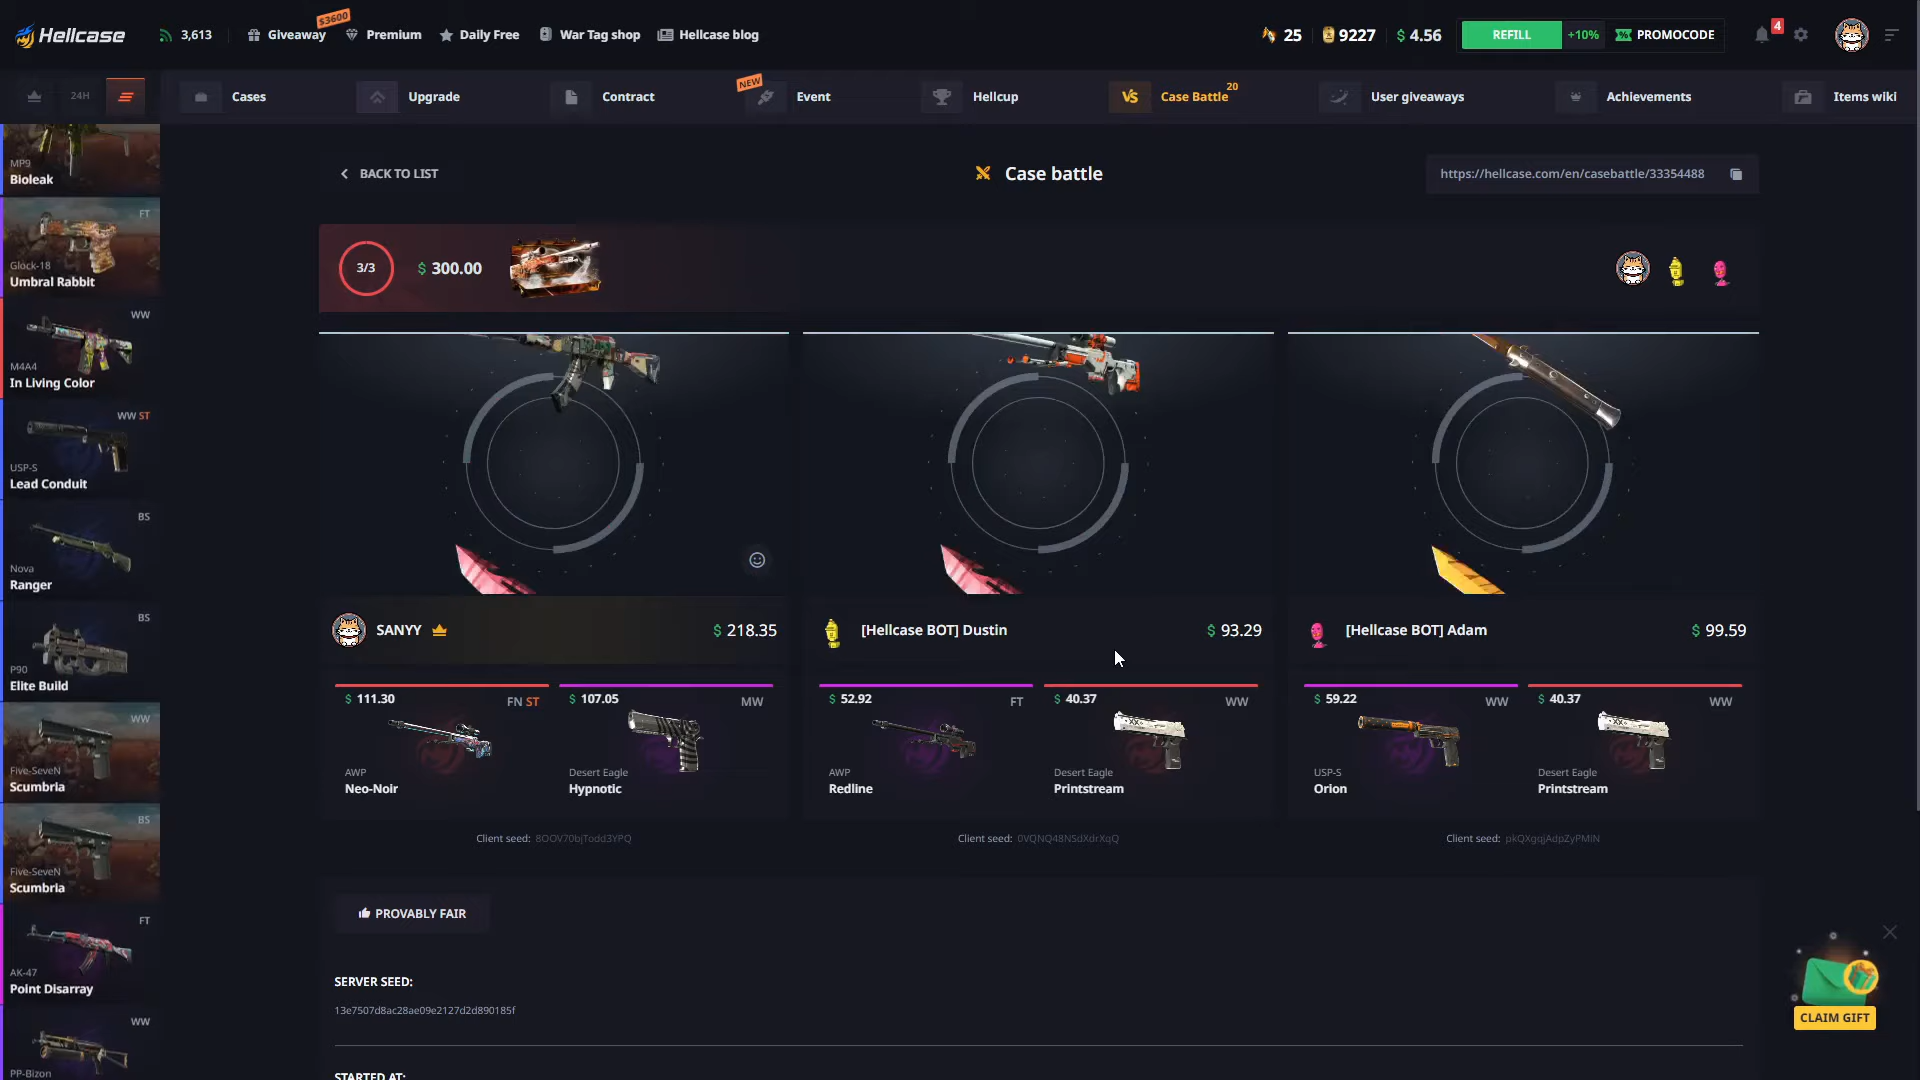 Hellcase
3,613
Giveaway
$3600
Premium
Daily Free
War Tag shop
Hellcase blog
25
9227
$ 4.56
REFILL
+10%
PROMOCODE
4
24H
Cases
Upgrade
Contract
NEW
Event
Hellcup
VS
Case Battle
20
User giveaways
Achievements
Items wiki
MP9
Bioleak
FT
Glock-18
Umbral Rabbit
WW
M4A4
In Living Color
WW ST
USP-S
Lead Conduit
BS
Nova
Ranger
BS
P90
Elite Build
WW
Five-SeveN
Scumbria
BS
Five-SeveN
Scumbria
FT
AK-47
Point Disarray
WW
PP-Bizon
BACK TO LIST
Case battle
https://hellcase.com/en/casebattle/33354488
3/3
$ 300.00
SANYY
$ 218.35
[Hellcase BOT] Dustin
$ 93.29
[Hellcase BOT] Adam
$ 99.59
$ 111.30
FN ST
AWP
Neo-Noir
$ 107.05
MW
Desert Eagle
Hypnotic
$ 52.92
FT
AWP
Redline
$ 40.37
WW
Desert Eagle
Printstream
$ 59.22
WW
USP-S
Orion
$ 40.37
WW
Desert Eagle
Printstream
Client seed: 8OOV70bjTodd3YPQ
Client seed: 0VQNQ48NSdXdrXqQ
Client seed:
PROVABLY FAIR
SERVER SEED:
13e7507d8ac28ae09e2127d2d890185f
STARTED AT:
CLAIM GIFT